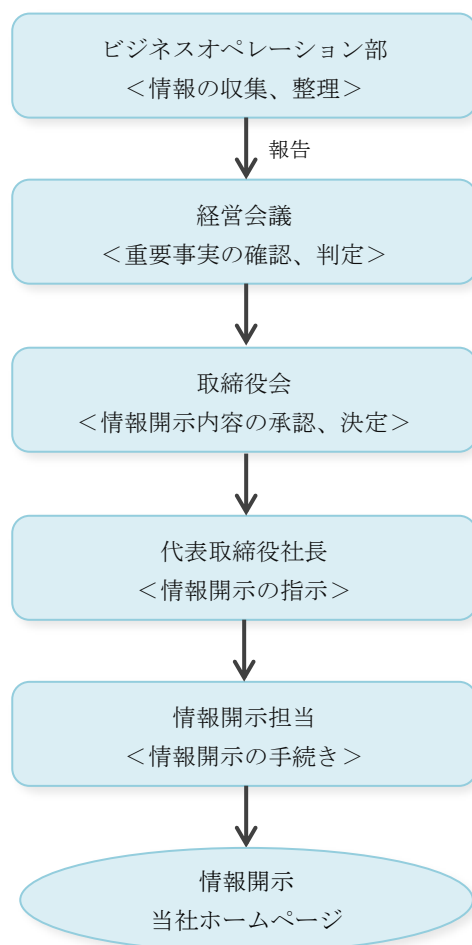 ビジネスオペレーション部
＜情報の収集、整理＞
報告
経営会議
＜重要事実の確認、判定＞
取締役会
＜情報開示内容の承認、決定＞
代表取締役社長
＜情報開示の指示＞
情報開示担当
＜情報開示の手続き＞
情報開示
当社ホームページ